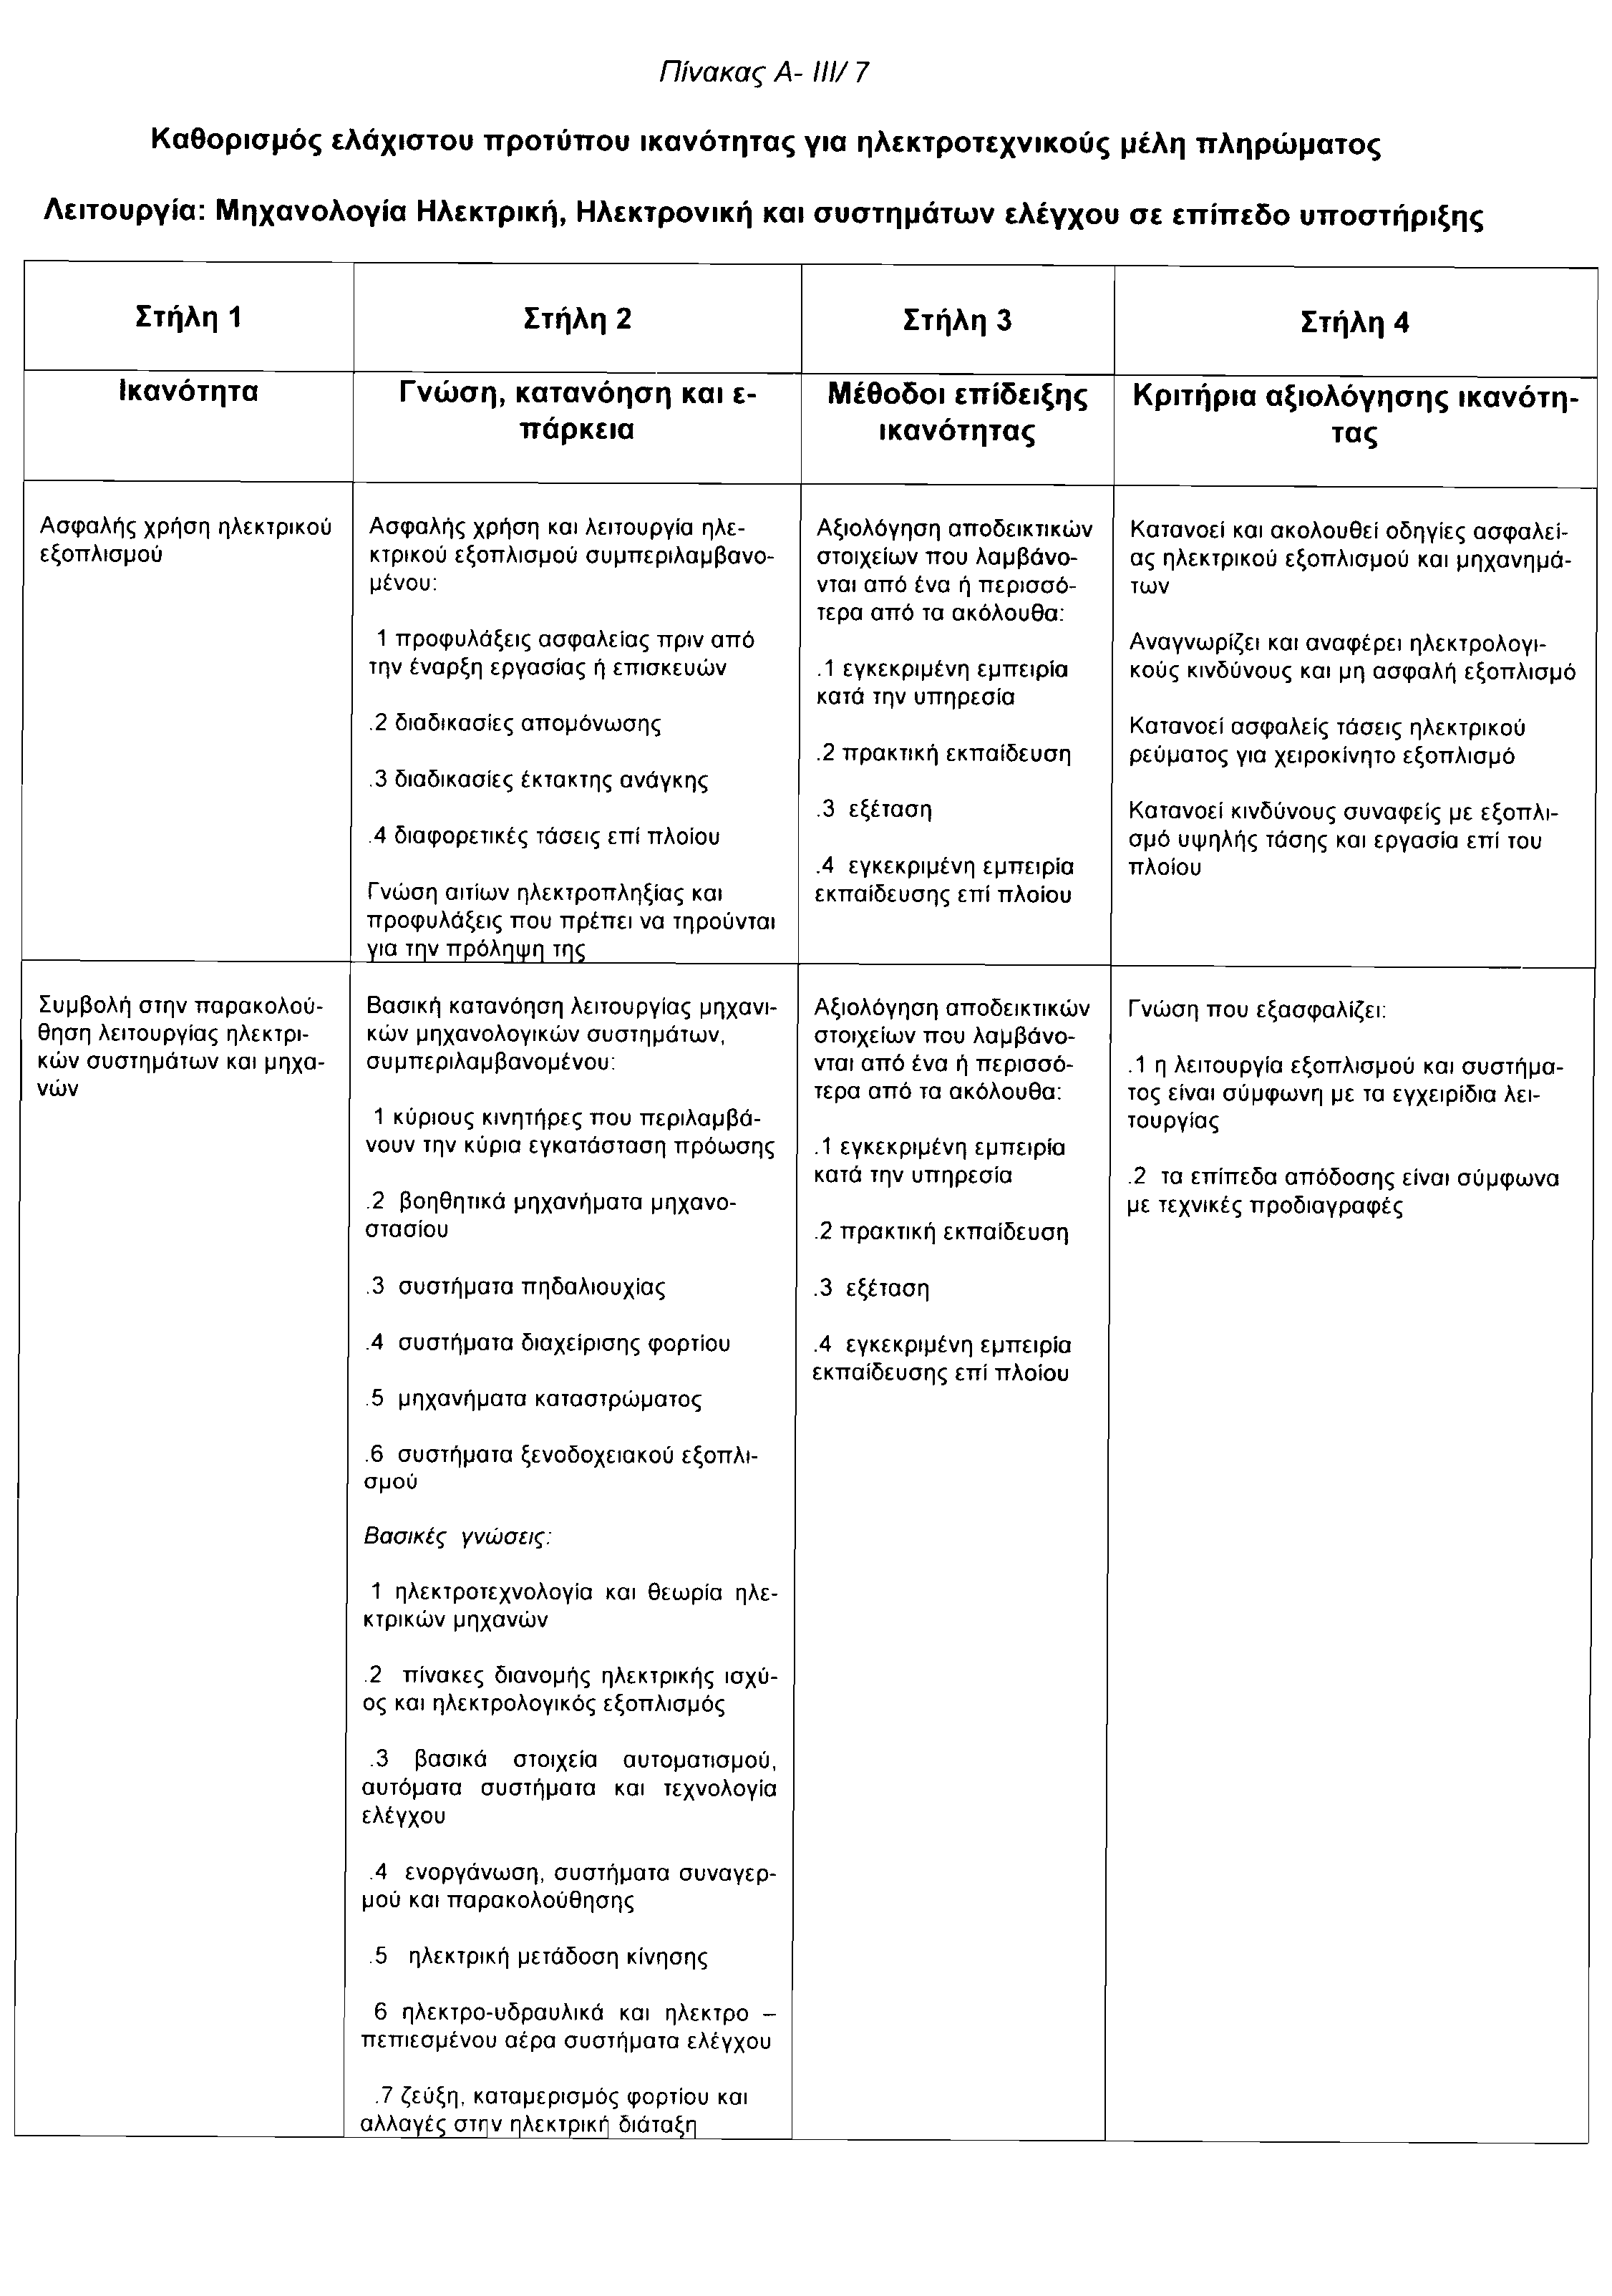 Πίνακας Α- ΙΙΙ/ 7
Καθορισμός ελάχιστου προτύπου ικανότητας για ηλεκτροτεχνικούς μέλη πληρώματος
Λειτουργία: Μηχανολογία Ηλεκτρική, Ηλεκτρονική και συστημάτων ελέγχου σε επίπεδο υποστήριξης
Στήλη 1
Στήλη 2
Στήλη 3
Στήλη 4
Ικανότητα
Γνώση, κατανόηση και ε-
πάρκεια
Μέθοδοι επίδειξης
ικανότητας
Κριτήρια αξιολόγησης ικανότη-
τας
Ασφαλής χρήση ηλεκτρικού
εξοπλισμού
Ασφαλής χρήση και λειτουργία ηλε-
κτρικού εξοπλισμού συμπεριλαμβανο-
μένου:
1 προφυλάξεις ασφαλείας πριν από
την έναρξη εργασίας ή επισκευών
.2 διαδικασίες απομόνωσης
.3 διαδικασίες έκτακτης ανάγκης
.4 διαφορετικές τάσεις επί πλοίου
Γνώση αιτίων ηλεκτροπληξίας και
προφυλάξεις που πρέπει να τηρούνται
για την πρόληψη της
Αξιολόγηση αποδεικτικών
στοιχείων που λαμβάνο-
νται από ένα ή περισσό-
τερα από τα ακόλουθα:
.1 εγκεκριμένη εμπειρία
κατά την υπηρεσία
.2 πρακτική εκπαίδευση
.3 εξέταση
.4 εγκεκριμένη εμπειρία
εκπαίδευσης επί πλοίου
Κατανοεί και ακολουθεί οδηγίες ασφαλεί-
ας ηλεκτρικού εξοπλισμού και μηχανημά-
των
Αναγνωρίζει και αναφέρει ηλεκτρολογι-
κούς κινδύνους και μη ασφαλή εξοπλισμό
Κατανοεί ασφαλείς τάσεις ηλεκτρικού
ρεύματος για χειροκίνητο εξοπλισμό
Κατανοεί κινδύνους συναφείς με εξοπλι-
σμό υψηλής τάσης και εργασία επί του
πλοίου
Συμβολή στην παρακολού-
θηση λειτουργίας ηλεκτρι-
κών συστημάτων και μηχα-
νών
Βασική κατανόηση λειτουργίας μηχανι-
κών μηχανολογικών συστημάτων,
συμπεριλαμβανομένου:
1 κύριους κινητήρες που περιλαμβά-
νουν την κύρια εγκατάσταση πρόωσης
.2 βοηθητικά μηχανήματα μηχανο-
στασίου
.3 συστήματα πηδαλιουχίας
.4 συστήματα διαχείρισης φορτίου
.5 μηχανήματα καταστρώματος
.6 συστήματα ξενοδοχειακού εξοπλι-
σμού
Βασικές γνώσεις:
1 ηλεκτροτεχνολογία και θεωρία ηλε-
κτρικών μηχανών
.2 πίνακες διανομής ηλεκτρικής ισχύ-
ος και ηλεκτρολογικός εξοπλισμός
.3 βασικά στοιχεία αυτοματισμού,
αυτόματα συστήματα και τεχνολογία
ελέγχου
.4 ενοργάνωση, συστήματα συναγερ-
μού και παρακολούθησης
.5 ηλεκτρική μετάδοση κίνησης
6 ηλεκτρο-υδραυλικά και ηλεκτρο –
πεπιεσμένου αέρα συστήματα ελέγχου
.7 ζεύξη, καταμερισμός φορτίου και
αλλαγές στην ηλεκτρική διάταξη
Αξιολόγηση αποδεικτικών
στοιχείων που λαμβάνο-
νται από ένα ή περισσό-
τερα από τα ακόλουθα:
.1 εγκεκριμένη εμπειρία
κατά την υπηρεσία
.2 πρακτική εκπαίδευση
.3 εξέταση
.4 εγκεκριμένη εμπειρία
εκπαίδευσης επί πλοίου
Γνώση που εξασφαλίζει:
.1 η λειτουργία εξοπλισμού και συστήμα-
τος είναι σύμφωνη με τα εγχειρίδια λει-
τουργίας
.2 τα επίπεδα απόδοσης είναι σύμφωνα
με τεχνικές προδιαγραφές